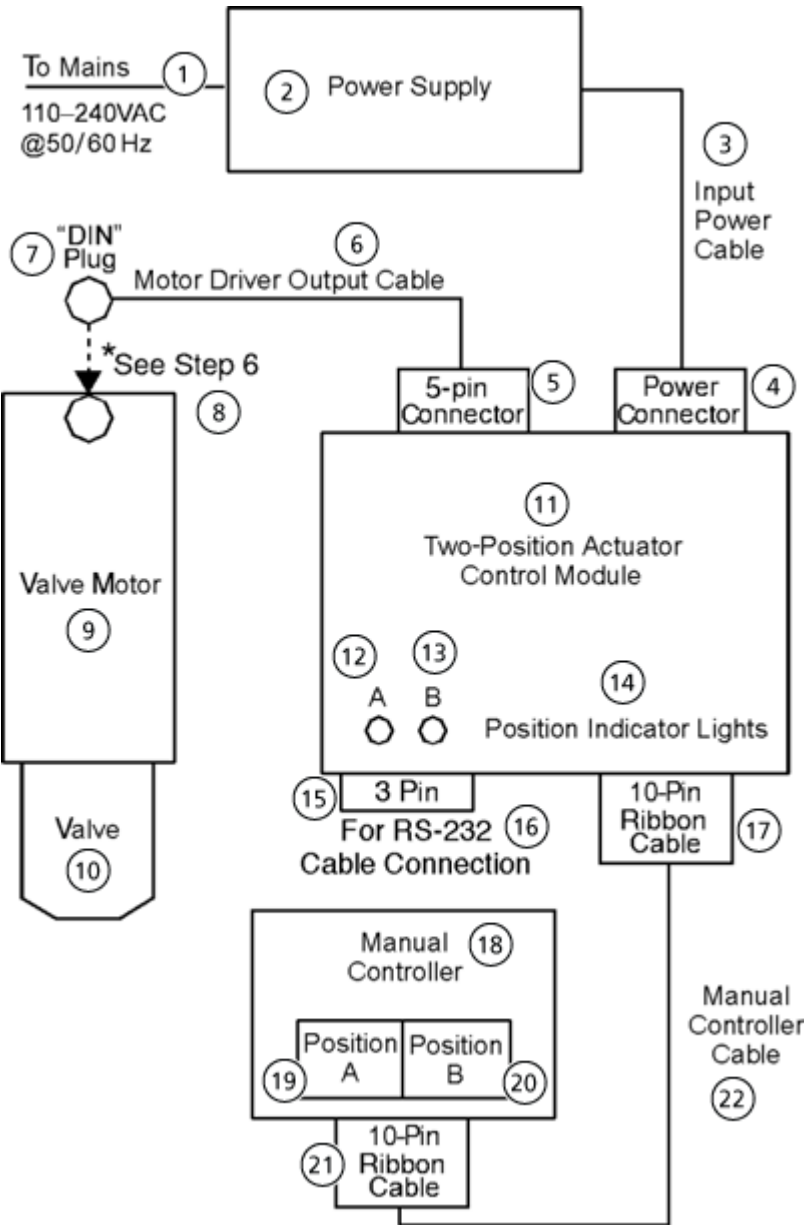 To Mains
1
110–240VAC
@50/60 Hz
2
Power Supply
3
Input
Power
Cable
7
"DIN"
Plug
6
Motor Driver Output Cable
*See Step 6
8
5-pin
Connector
5
Power
Connector
4
11
Two-Position Actuator
Control Module
Valve Motor
9
12
13
A
B
14
Position Indicator Lights
Valve
10
15
3 Pin
For RS-232
16
Cable Connection
10-Pin
Ribbon
Cable
17
Manual
Controller
18
Position
A
19
Position
B
20
Manual
Controller
Cable
22
21
10-Pin
Ribbon
Cable